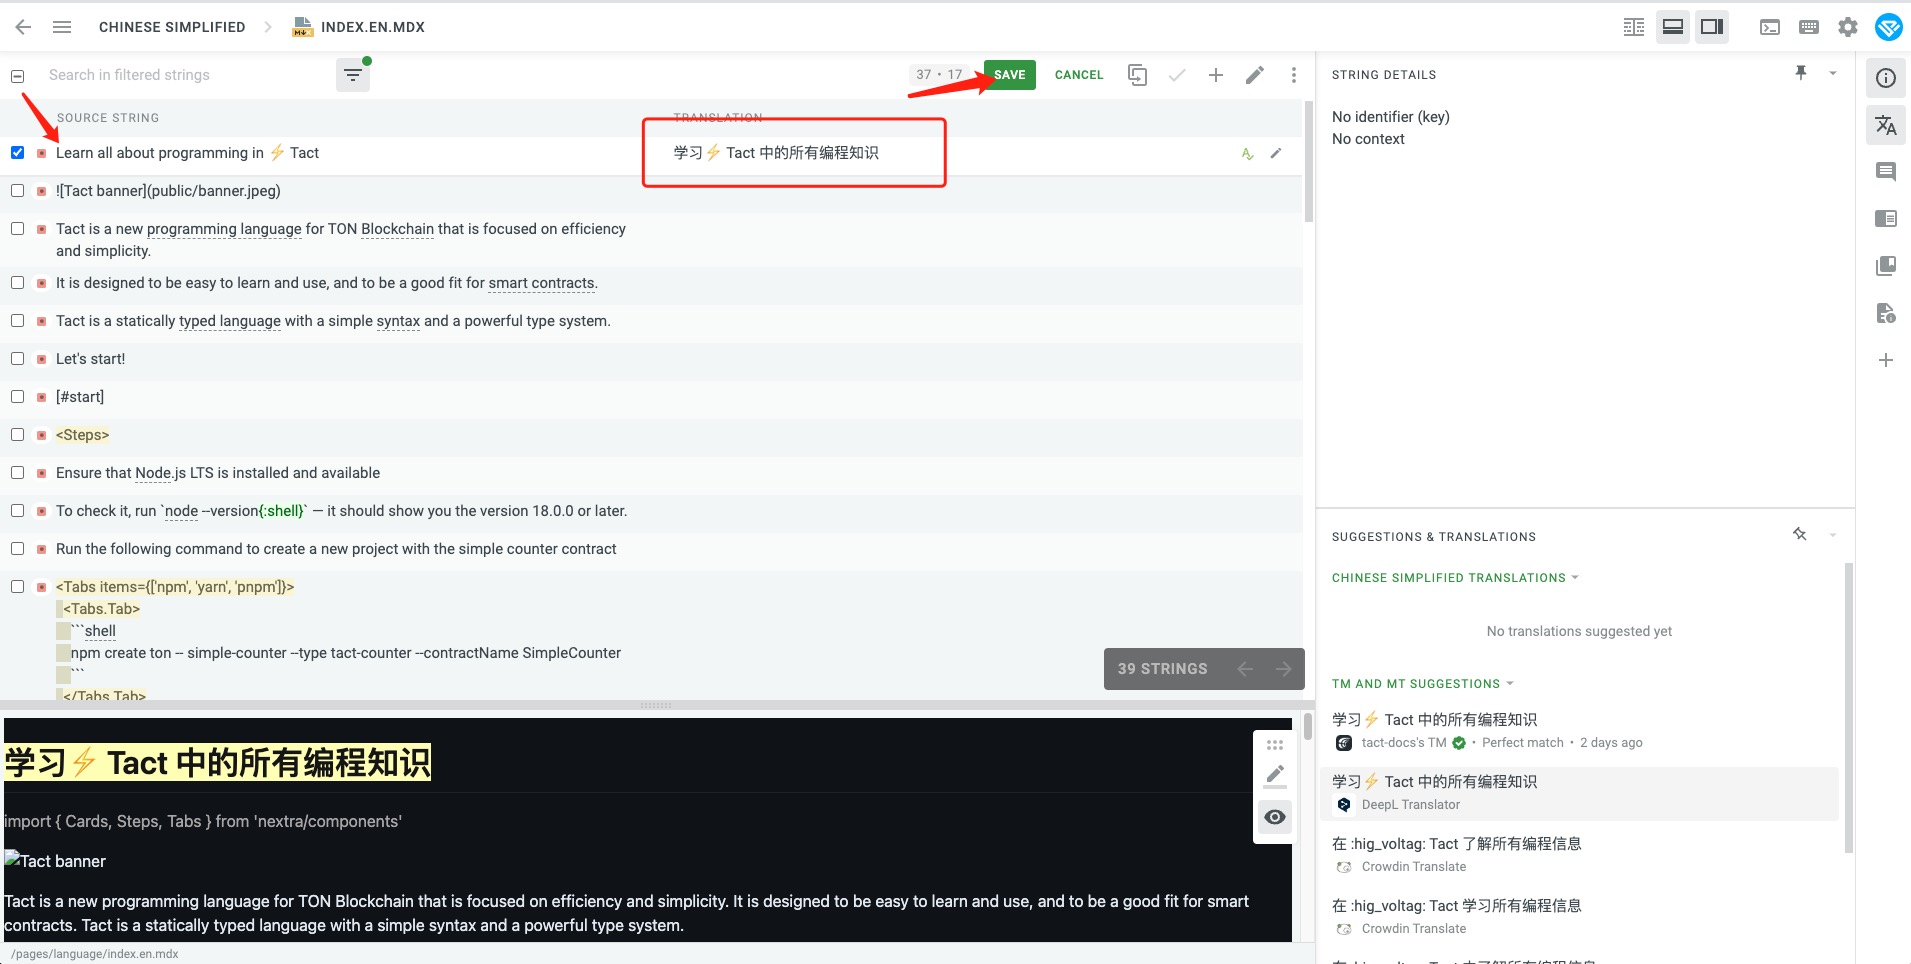 CHINESE SIMPLIFIED
INDEX.EN.MDX
Search in filtered strings
37 • 17
SAVE
CANCEL
SOURCE STRING
TRANSLATION
Learn all about programming in ⚡ Tact
学习⚡ Tact 中的所有编程知识
![Tact banner](public/banner.jpeg)
Tact is a new programming language for TON Blockchain that is focused on efficiency
and simplicity.
It is designed to be easy to learn and use, and to be a good fit for smart contracts.
Tact is a statically typed language with a simple syntax and a powerful type system.
Let's start!
[#start]
<Steps>
Ensure that Node.js LTS is installed and available
To check it, run `node --version{:shell}` — it should show you the version 18.0.0 or later.
Run the following command to create a new project with the simple counter contract
<Tabs items={['npm', 'yarn', 'pnpm']}>
<Tabs.Tab>
```shell
npm create ton -- simple-counter --type tact-counter --contractName SimpleCounter
```
</Tabs.Tab>
39 STRINGS
学习⚡ Tact 中的所有编程知识
import { Cards, Steps, Tabs } from 'nextra/components'
Tact banner
Tact is a new programming language for TON Blockchain that is focused on efficiency and simplicity. It is designed to be easy to learn and use, and to be a good fit for smart
contracts. Tact is a statically typed language with a simple syntax and a powerful type system.
/pages/language/index.en.mdx
STRING DETAILS
No identifier (key)
No context
SUGGESTIONS & TRANSLATIONS
CHINESE SIMPLIFIED TRANSLATIONS
No translations suggested yet
TM AND MT SUGGESTIONS
学习⚡ Tact 中的所有编程知识
tact-docs's TM • Perfect match • 2 days ago
学习⚡ Tact 中的所有编程知识
DeepL Translator
在 :hig_voltag: Tact 了解所有编程信息
Crowdin Translate
在 :hig_voltag: Tact 学习所有编程信息
Crowdin Translate